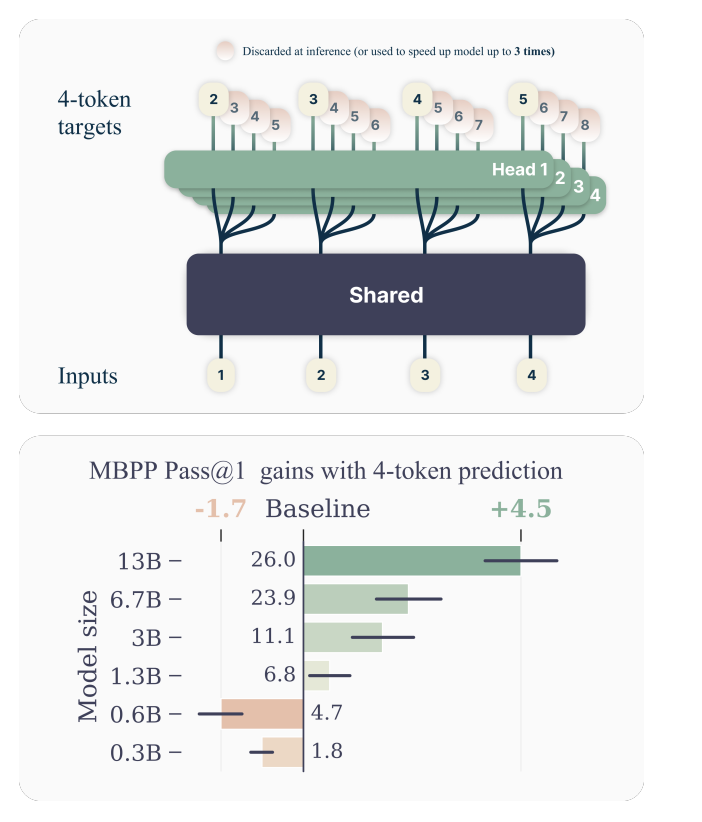 Discarded at inference (or used to speed up model up to 3 times)
4-token
targets
2 3 4 5 3 4 5 6 4 5 6 7 5 6 7 8
Head 1 2 3 4
Shared
Inputs
1 2 3 4
MBPP Pass@1 gains with 4-token prediction
-1.7 Baseline +4.5
Model size
13B 26.0
6.7B 23.9
3B 11.1
1.3B 6.8
0.6B 4.7
0.3B 1.8